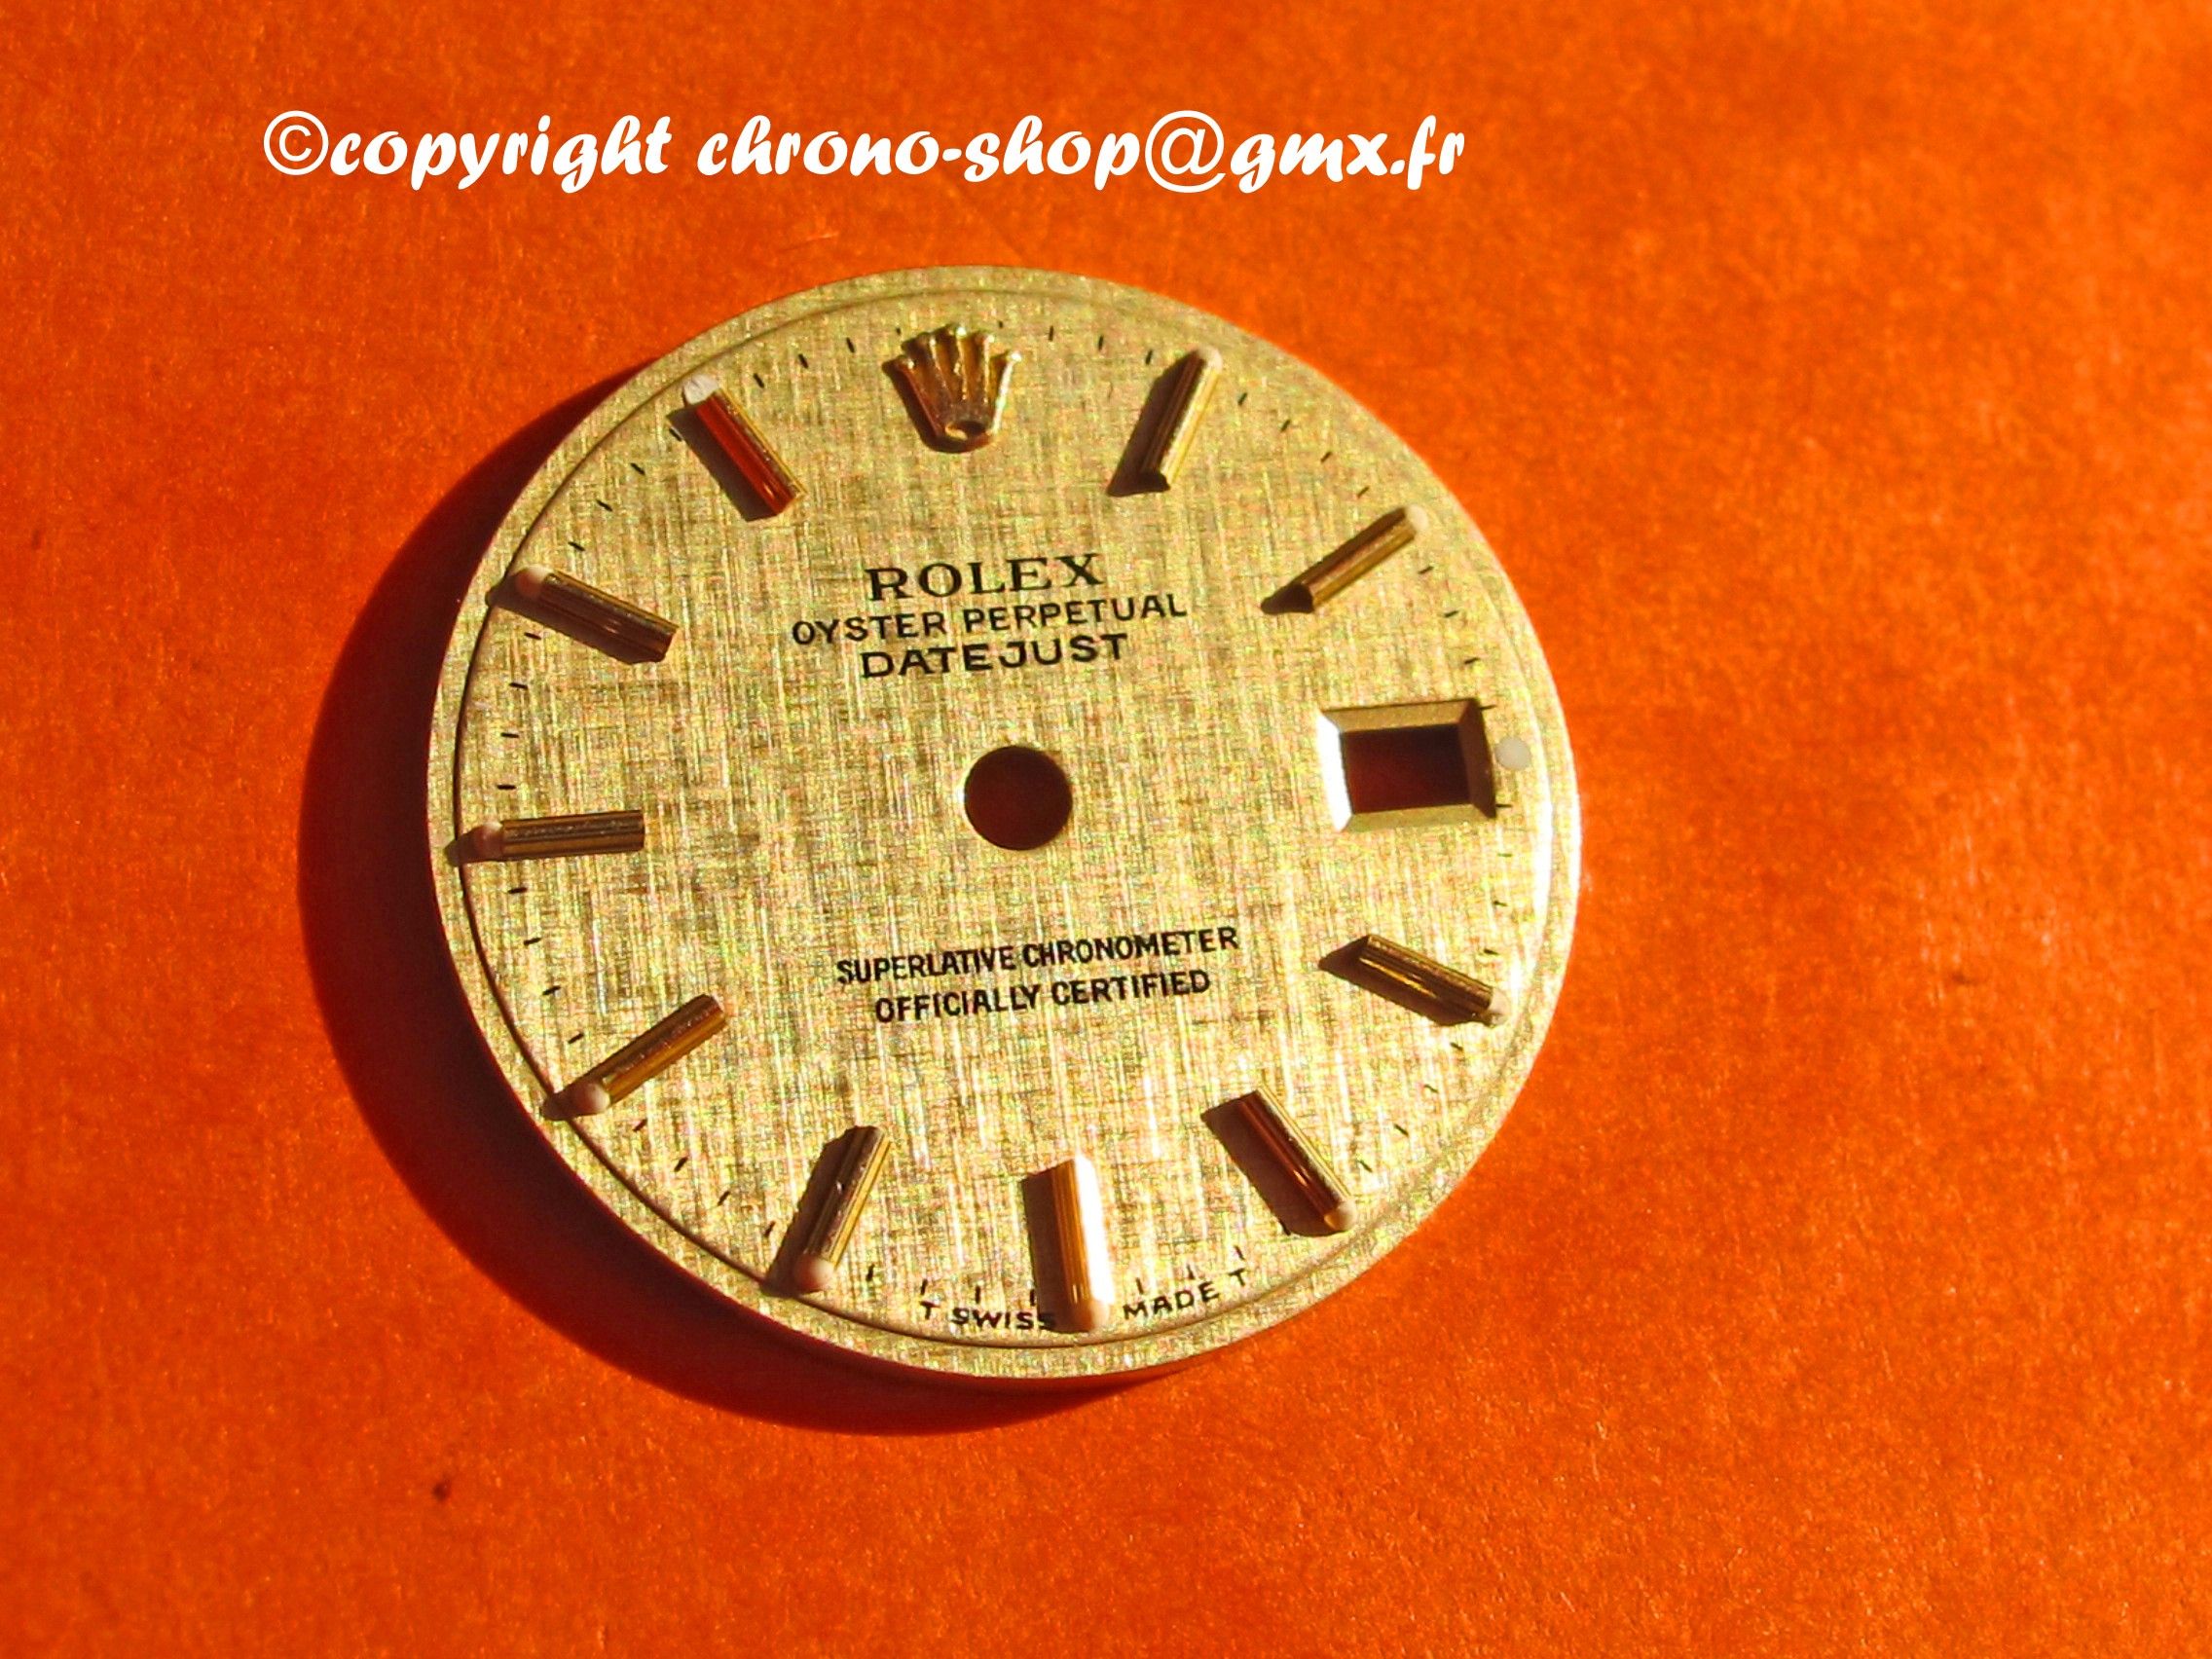 ©copyright chrono-shop@gmx.fr
ROLEX
OYSTER PERPETUAL
DATEJUST
SUPERLATIVE CHRONOMETER
OFFICIALLY CERTIFIED
T SWISS MADE T